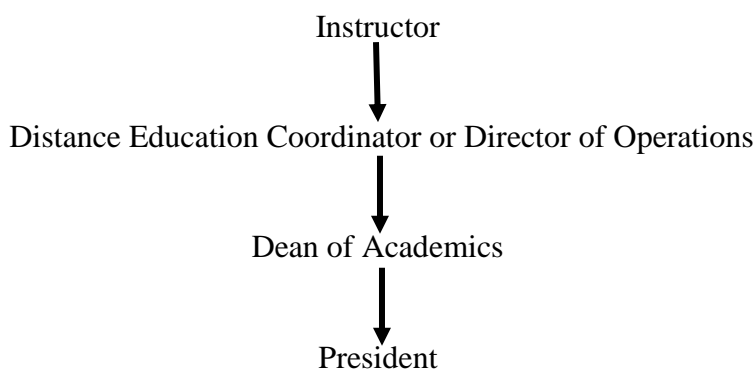 Instructor
Distance Education Coordinator or Director of Operations
Dean of Academics
President